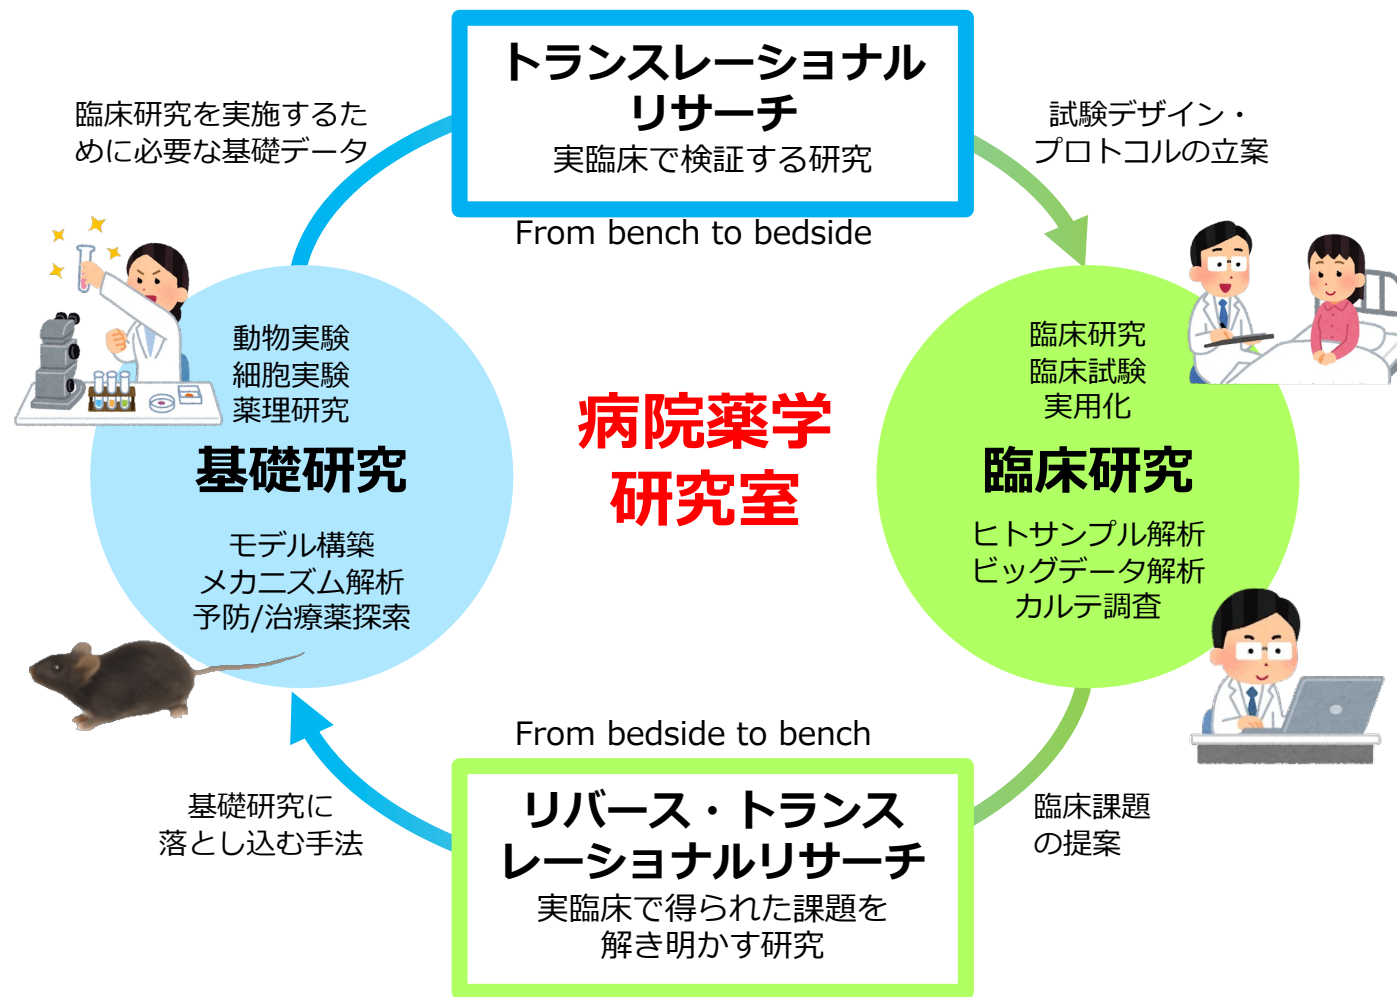 トランスレーショナル
リサーチ
実臨床で検証する研究
臨床研究を実施するた
めに必要な基礎データ
試験デザイン・
プロトコルの立案
From bench to bedside
動物実験
細胞実験
薬理研究
基礎研究
モデル構築
メカニズム解析
予防/治療薬探索
病院薬学
研究室
臨床研究
臨床試験
実用化
臨床研究
ヒトサンプル解析
ビッグデータ解析
カルテ調査
From bedside to bench
基礎研究に
落とし込む手法
リバース・トランス
レーショナルリサーチ
実臨床で得られた課題を
解き明かす研究
臨床課題
の提案